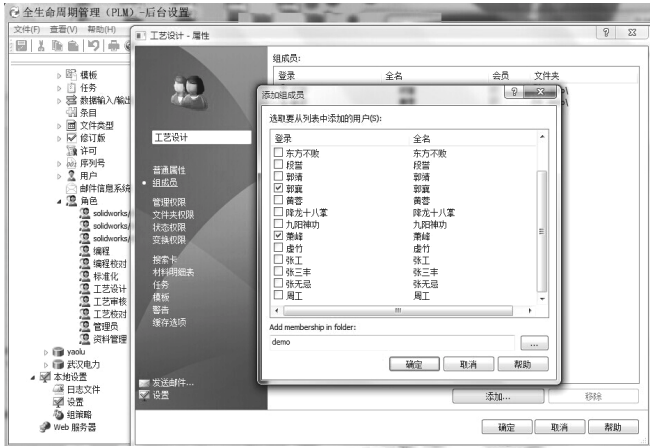 全生命周期管理（PLM）-后台设置
文件(F) 查看(V) 帮助(H)
模板
任务
数据输入/输出
条目
文件类型
修订版
许可
序列号
用户
邮件信息系统
角色
solidworks/
solidworks/
solidworks/
编程
编程校对
标准化
工艺设计
工艺审核
工艺校对
管理员
资料管理
yaolu
武汉电力
本地设置
日志文件
设置
组策略
Web 服务器
工艺设计 - 属性
工艺设计
普通属性
组成员
管理权限
文件夹权限
状态权限
变换权限
搜索卡
材料明细表
任务
模板
警告
缓存选项
发送邮件...
设置
组成员:
登录 全名 会员 文件夹
添加组成员
选取要从列表中添加的用户(S):
登录 全名
东方不败 东方不败
段誉 段誉
郭靖 郭靖
郭襄 郭襄
黄蓉 黄蓉
降龙十八掌 降龙十八掌
九阳神功 九阳神功
萧峰 萧峰
虚竹 虚竹
张工 张工
张三丰 张三丰
张无忌 张无忌
周工 周工
Add membership in folder:
demo
...
确定 取消 帮助
添加... 移除
确定 取消 帮助